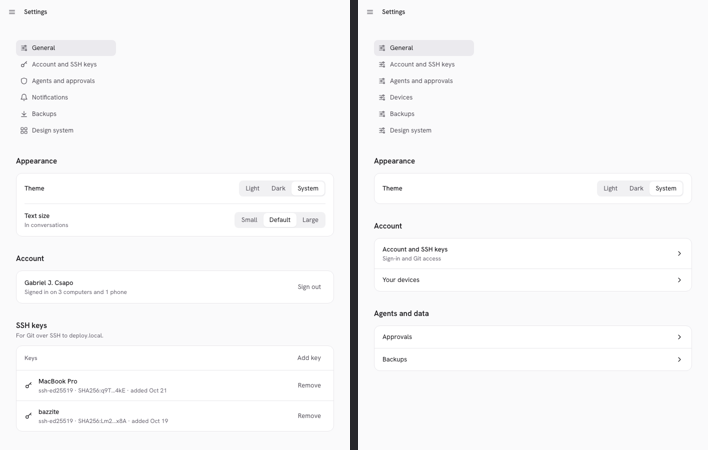 Settings
General
Account and SSH keys
Agents and approvals
Notifications
Backups
Design system
Appearance
Theme
Light
Dark
System
Text size
In conversations
Small
Default
Large
Account
Gabriel J. Csapo
Signed in on 3 computers and 1 phone
Sign out
SSH keys
For Git over SSH to deploy.local.
Keys
Add key
MacBook Pro
ssh-ed25519 · SHA256:q9T…4kE · added Oct 21
Remove
bazzite
ssh-ed25519 · SHA256:Lm2…x8A · added Oct 19
Remove
Settings
General
Account and SSH keys
Agents and approvals
Devices
Backups
Design system
Appearance
Theme
Light
Dark
System
Account
Account and SSH keys
Sign-in and Git access
Your devices
Agents and data
Approvals
Backups